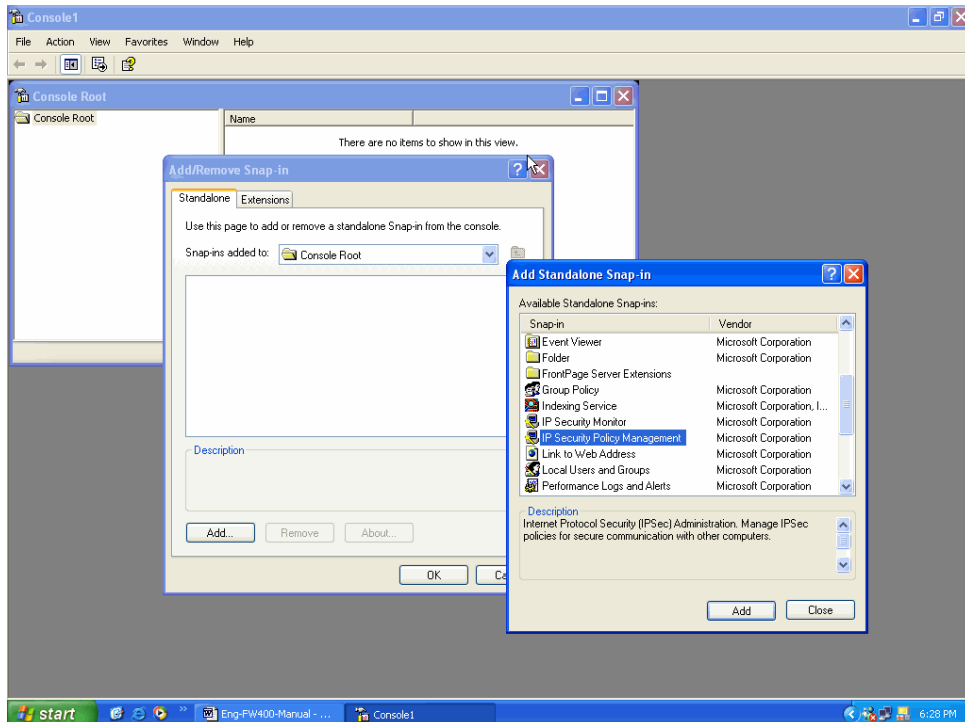 Console1
File Action View Favorites Window Help
Console Root
Console Root
Name
There are no items to show in this view.
Add/Remove Snap-in
Standalone Extensions
Use this page to add or remove a standalone Snap-in from the console.
Snap-ins added to: Console Root
Description
Add... Remove About...
OK
Add Standalone Snap-in
Available Standalone Snap-ins:
Snap-in Vendor
Event Viewer Microsoft Corporation
Folder Microsoft Corporation
FrontPage Server Extensions
Group Policy Microsoft Corporation
Indexing Service Microsoft Corporation, I...
IP Security Monitor Microsoft Corporation
IP Security Policy Management Microsoft Corporation
Link to Web Address Microsoft Corporation
Local Users and Groups Microsoft Corporation
Performance Logs and Alerts Microsoft Corporation
Description
Internet Protocol Security (IPSec) Administration. Manage IPSec
policies for secure communication with other computers.
Add Close
start Eng-FW400-Manual - ... Console1 6:28 PM